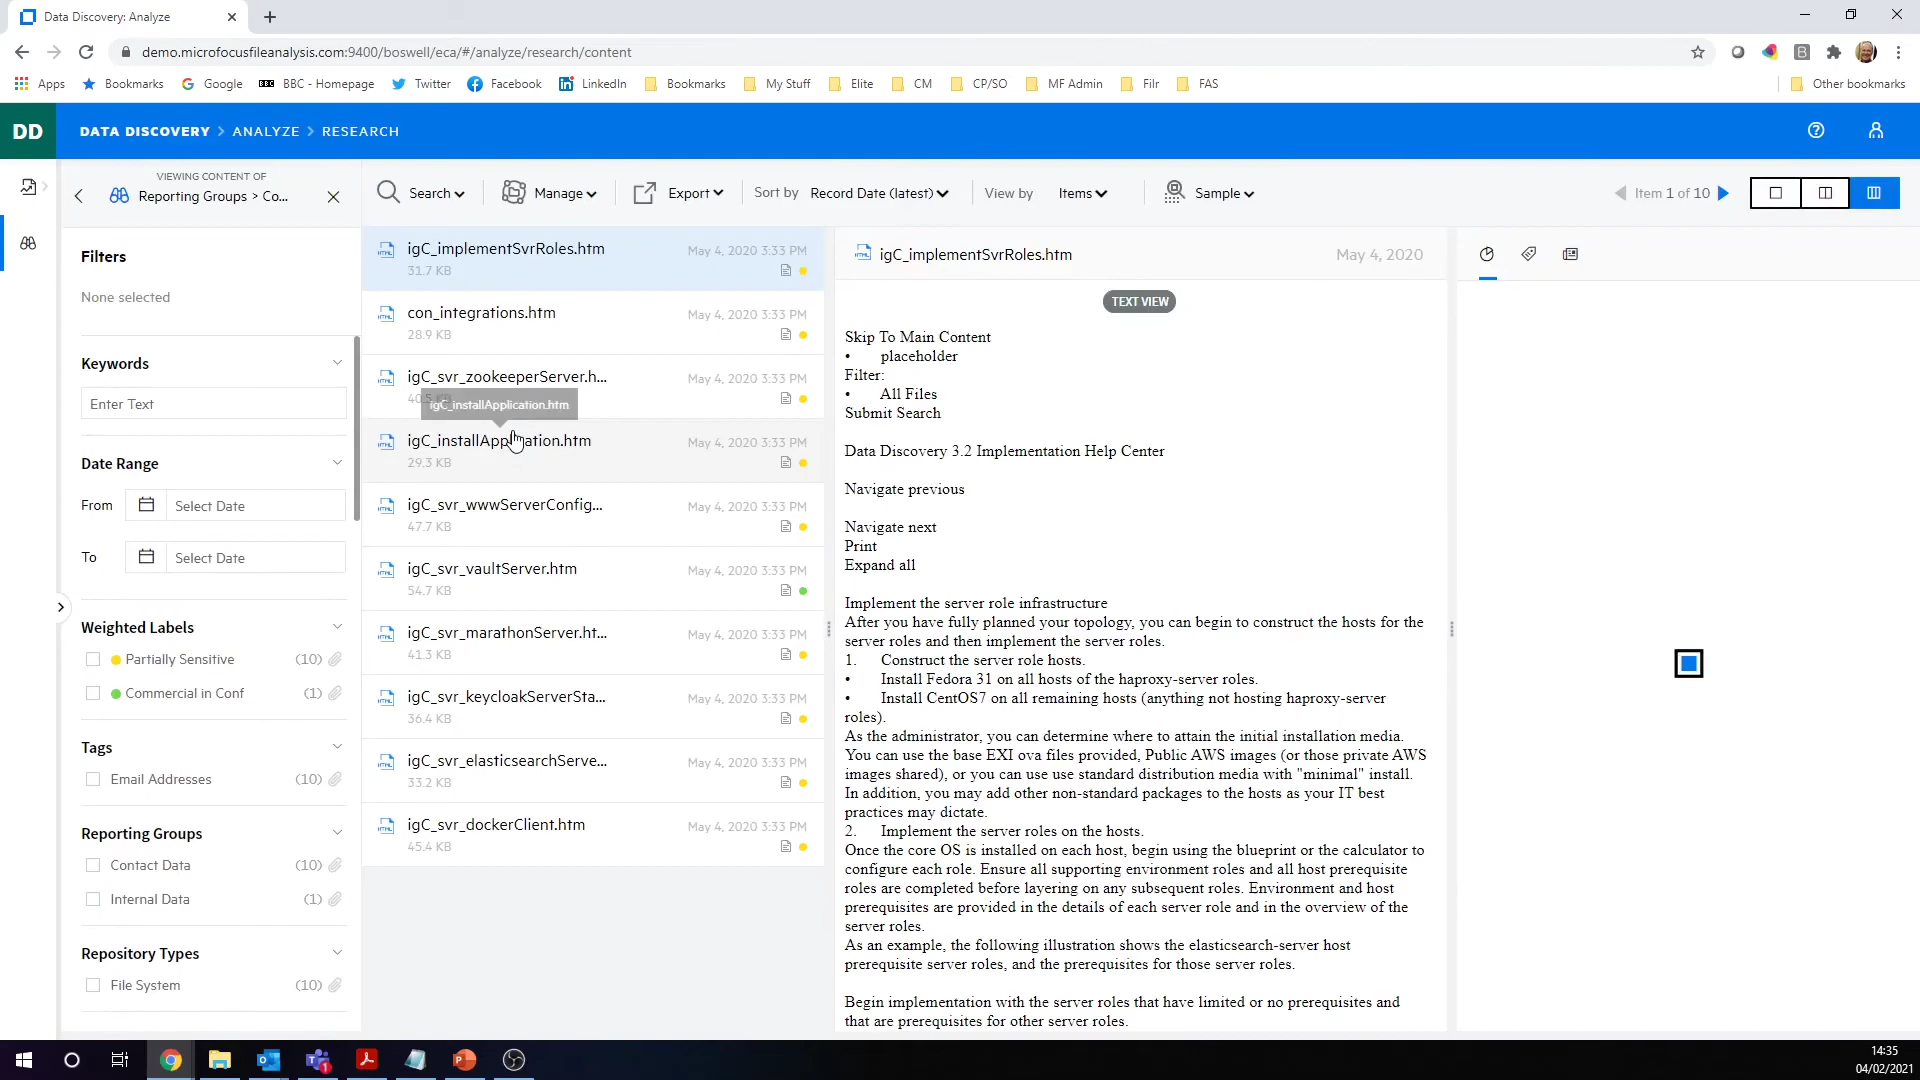 Data Discovery: Analyze
demo.microfocusfileanalysis.com:9400/boswell/eca/#/analyze/research/content
Apps Bookmarks Google BBC - Homepage Twitter Facebook LinkedIn Bookmarks My Stuff Elite CM CP/SO MF Admin Filr FAS Other bookmarks
DD DATA DISCOVERY > ANALYZE > RESEARCH
VIEWING CONTENT OF
Reporting Groups > Co...
Search Manage Export Sort by Record Date (latest) View by Items Sample Item 1 of 10
Filters
None selected
Keywords
Enter Text
Date Range
From Select Date
To Select Date
Weighted Labels
Partially Sensitive (10)
Commercial in Conf (1)
Tags
Email Addresses (10)
Reporting Groups
Contact Data (10)
Internal Data (1)
Repository Types
File System (10)
igC_implementSvrRoles.htm May 4, 2020 3:33 PM
31.7 KB
con_integrations.htm May 4, 2020 3:33 PM
28.9 KB
igC_svr_zookeeperServer.h... May 4, 2020 3:33 PM
igC_installApplication.htm
igC_installApplication.htm May 4, 2020 3:33 PM
29.3 KB
igC_svr_wwwServerConfig... May 4, 2020 3:33 PM
47.7 KB
igC_svr_vaultServer.htm May 4, 2020 3:33 PM
54.7 KB
igC_svr_marathonServer.ht... May 4, 2020 3:33 PM
41.3 KB
igC_svr_keycloakServerSta... May 4, 2020 3:33 PM
36.4 KB
igC_svr_elasticsearchServe... May 4, 2020 3:33 PM
33.2 KB
igC_svr_dockerClient.htm May 4, 2020 3:33 PM
45.4 KB
igC_implementSvrRoles.htm May 4, 2020
TEXT VIEW
Skip To Main Content
• placeholder
Filter:
• All Files
Submit Search
Data Discovery 3.2 Implementation Help Center
Navigate previous
Navigate next
Print
Expand all
Implement the server role infrastructure
After you have fully planned your topology, you can begin to construct the hosts for the
server roles and then implement the server roles.
1. Construct the server role hosts.
• Install Fedora 31 on all hosts of the haproxy-server roles.
• Install CentOS7 on all remaining hosts (anything not hosting haproxy-server
roles).
As the administrator, you can determine where to attain the initial installation media.
You can use the base EXI ova files provided, Public AWS images (or those private AWS
images shared), or you can use use standard distribution media with "minimal" install.
In addition, you may add other non-standard packages to the hosts as your IT best
practices may dictate.
2. Implement the server roles on the hosts.
Once the core OS is installed on each host, begin using the blueprint or the calculator to
configure each role. Ensure all supporting environment roles and all host prerequisite
roles are completed before layering on any subsequent roles. Environment and host
prerequisites are provided in the details of each server role and in the overview of the
server roles.
As an example, the following illustration shows the elasticsearch-server host
prerequisite server roles, and the prerequisites for those server roles.
Begin implementation with the server roles that have limited or no prerequisites and
that are prerequisites for other server roles.
14:35
04/02/2021